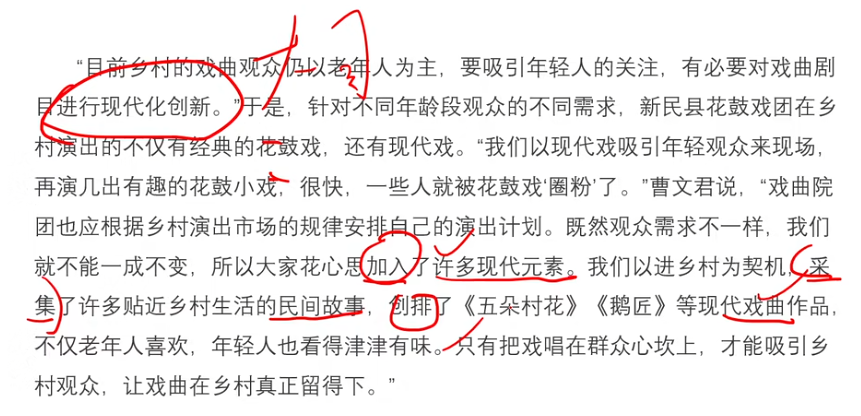 “目前乡村的戏曲观众仍以老年人为主，要吸引年轻人的关注，有必要对戏曲剧
目进行现代化创新。”于是，针对不同年龄段观众的不同需求，新民县花鼓戏团在乡
村演出的不仅有经典的花鼓戏，还有现代戏。“我们以现代戏吸引年轻观众来现场，
再演几出有趣的花鼓小戏，很快，一些人就被花鼓戏‘圈粉’了。”曹文君说，“戏曲院
团也应根据乡村演出市场的规律安排自己的演出计划。既然观众需求不一样，我们
就不能一成不变，所以大家花心思加入了许多现代元素。我们以进乡村为契机，采
集了许多贴近乡村生活的民间故事，创排了《五朵村花》《鹅匠》等现代戏曲作品，
不仅老年人喜欢，年轻人也看得津津有味。只有把戏唱在群众心坎上，才能吸引乡
村观众，让戏曲在乡村真正留得下。”